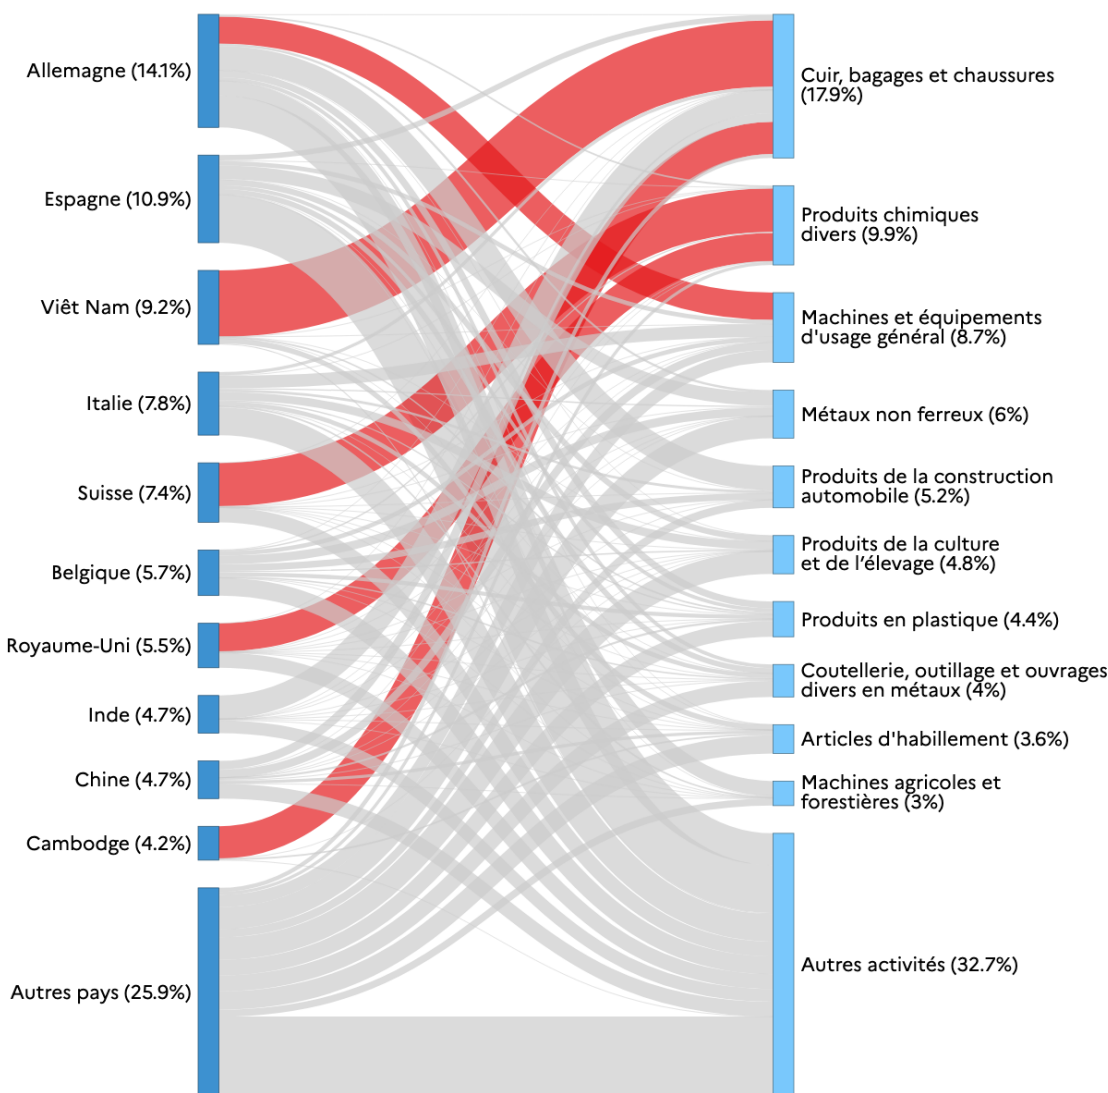 Allemagne (14.1%)
Espagne (10.9%)
Viêt Nam (9.2%)
Italie (7.8%)
Suisse (7.4%)
Belgique (5.7%)
Royaume-Uni (5.5%)
Inde (4.7%)
Chine (4.7%)
Cambodge (4.2%)
Autres pays (25.9%)
Cuir, bagages et chaussures
(17.9%)
Produits chimiques
divers (9.9%)
Machines et équipements
d'usage général (8.7%)
Métaux non ferreux (6%)
Produits de la construction
automobile (5.2%)
Produits de la culture
et de l’élevage (4.8%)
Produits en plastique (4.4%)
Coutellerie, outillage et ouvrages
divers en métaux (4%)
Articles d'habillement (3.6%)
Machines agricoles et
forestières (3%)
Autres activités (32.7%)